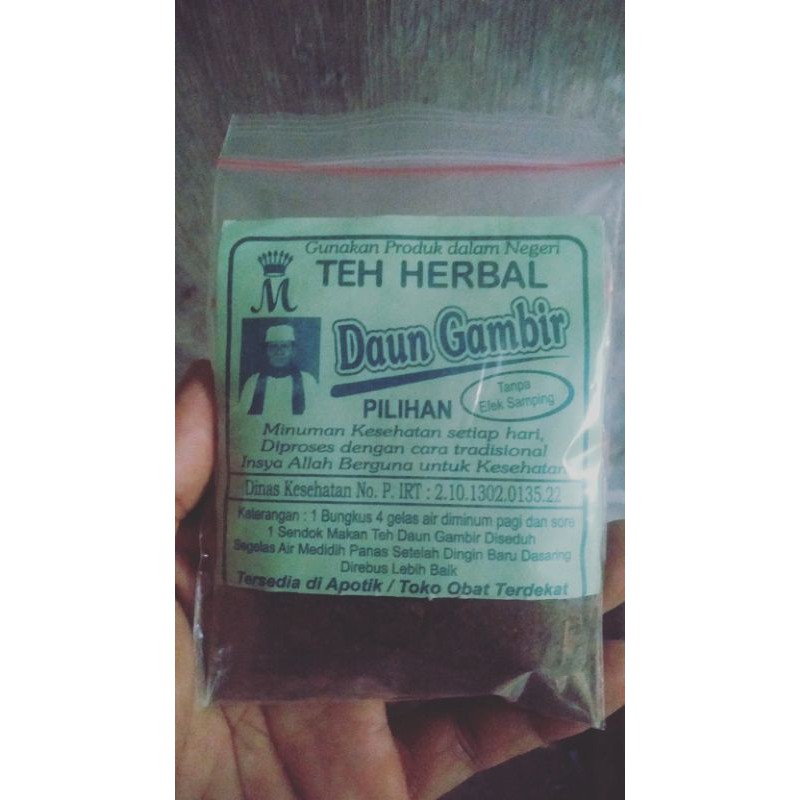 Gunakan Produk dalam Negeri
M
TEH HERBAL
Daun Gambir
PILIHAN
Tanpa
Efek Samping
Minuman Kesehatan setiap hari,
Diproses dengan cara tradisional
Insya Allah Berguna untuk Kesehatan
Dinas Kesehatan No. P. IRT : 2.10.1302.0135.22
Keterangan : 1 Bungkus 4 gelas air diminum pagi dan sore
1 Sendok Makan Teh Daun Gambir Diseduh
Segelas Air Medidih Panas Setelah Dingin Baru Dasaring
Direbus Lebih Baik
Tersedia di Apotik / Toko Obat Terdekat